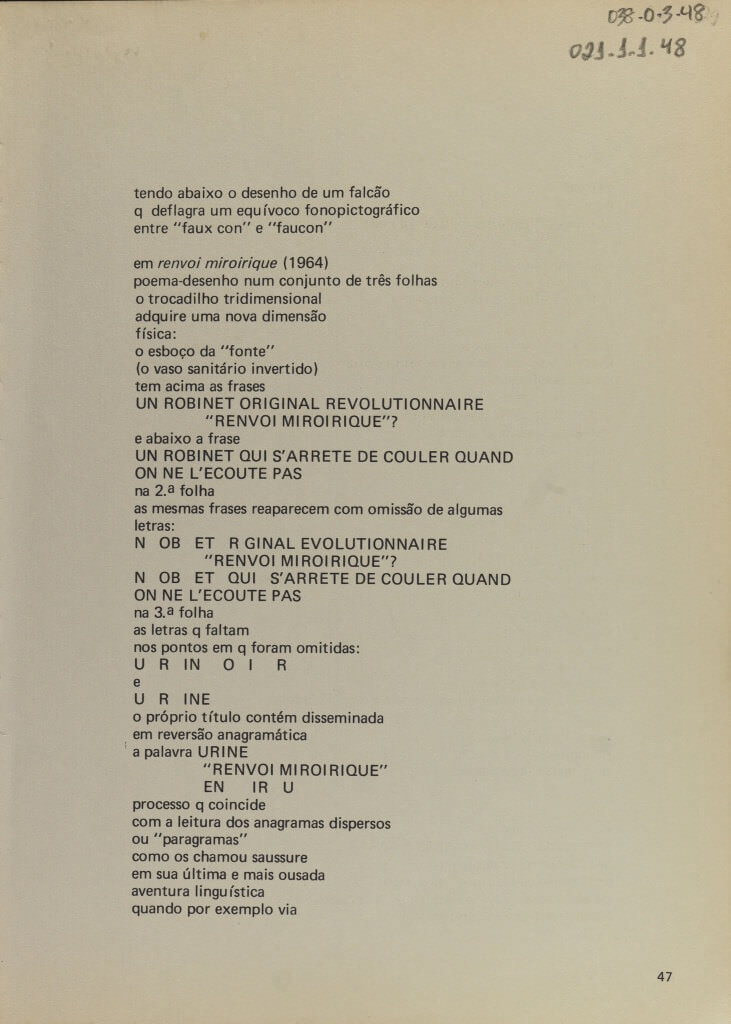 038-0-3-48
021.1.1.48
tendo abaixo o desenho de um falcão
q deflagra um equívoco fonopictográfico
entre "faux con" e "faucon"
em renvoi miroirique (1964)
poema-desenho num conjunto de três folhas
o trocadilho tridimensional
adquire uma nova dimensão
física:
o esboço da "fonte"
(o vaso sanitário invertido)
tem acima as frases
UN ROBINET ORIGINAL REVOLUTIONNAIRE
"RENVOI MIROIRIQUE"?
e abaixo a frase
UN ROBINET QUI S'ARRETE DE COULER QUAND
ON NE L'ECOUTE PAS
na 2.ª folha
as mesmas frases reaparecem com omissão de algumas
letras:
N OB ET R GINAL EVOLUTIONNAIRE
"RENVOI MIROIRIQUE"?
N OB ET QUI S'ARRETE DE COULER QUAND
ON NE L'ECOUTE PAS
na 3.ª folha
as letras q faltam
nos pontos em q foram omitidas:
U R IN O I R
e
U R INE
o próprio título contém disseminada
em reversão anagramática
a palavra URINE
"RENVOI MIROIRIQUE"
EN IR U
processo q coincide
com a leitura dos anagramas dispersos
ou "paragramas"
como os chamou saussure
em sua última e mais ousada
aventura linguística
quando por exemplo via
47